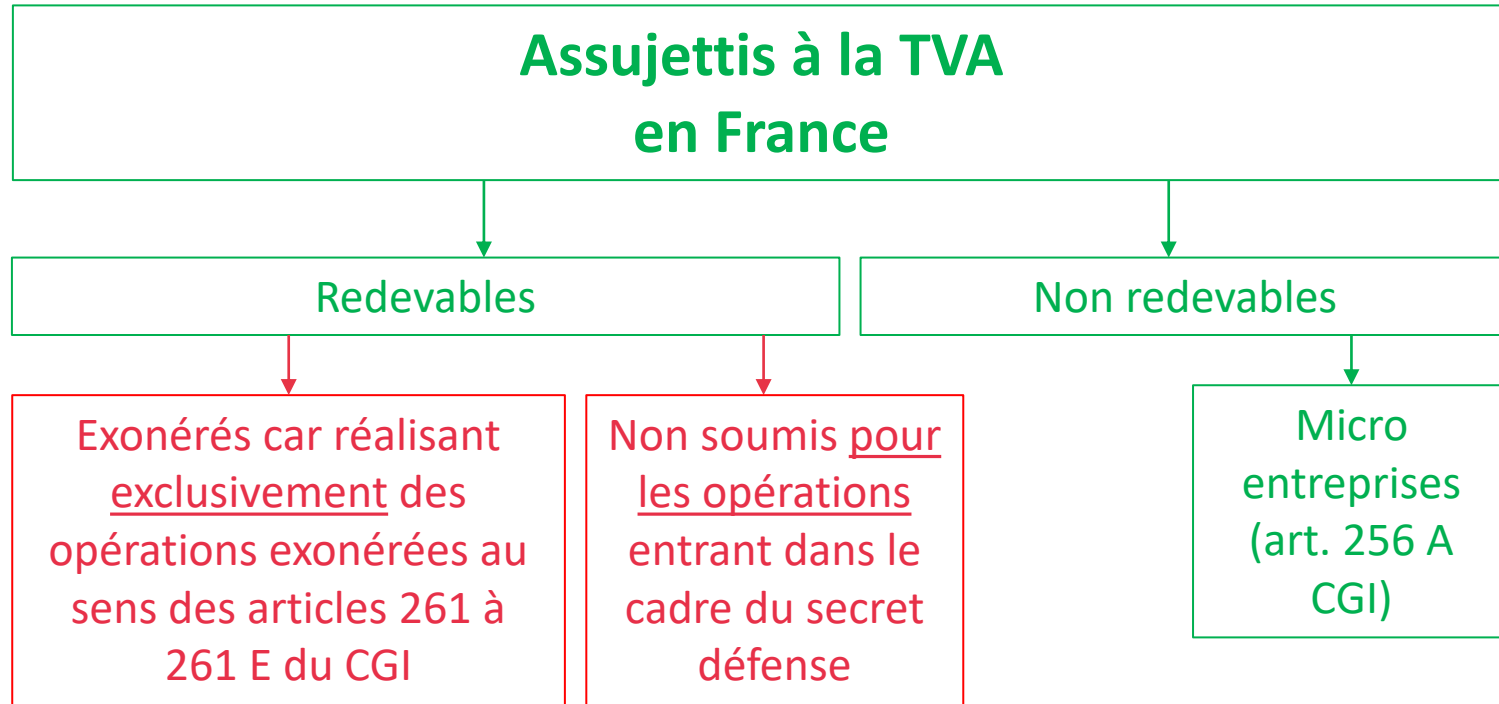 Assujettis à la TVA
en France
Redevables
Non redevables
Exonérés car réalisant
exclusivement des
opérations exonérées au
sens des articles 261 à
261 E du CGI
Non soumis pour
les opérations
entrant dans le
cadre du secret
défense
Micro
entreprises
(art. 256 A
CGI)